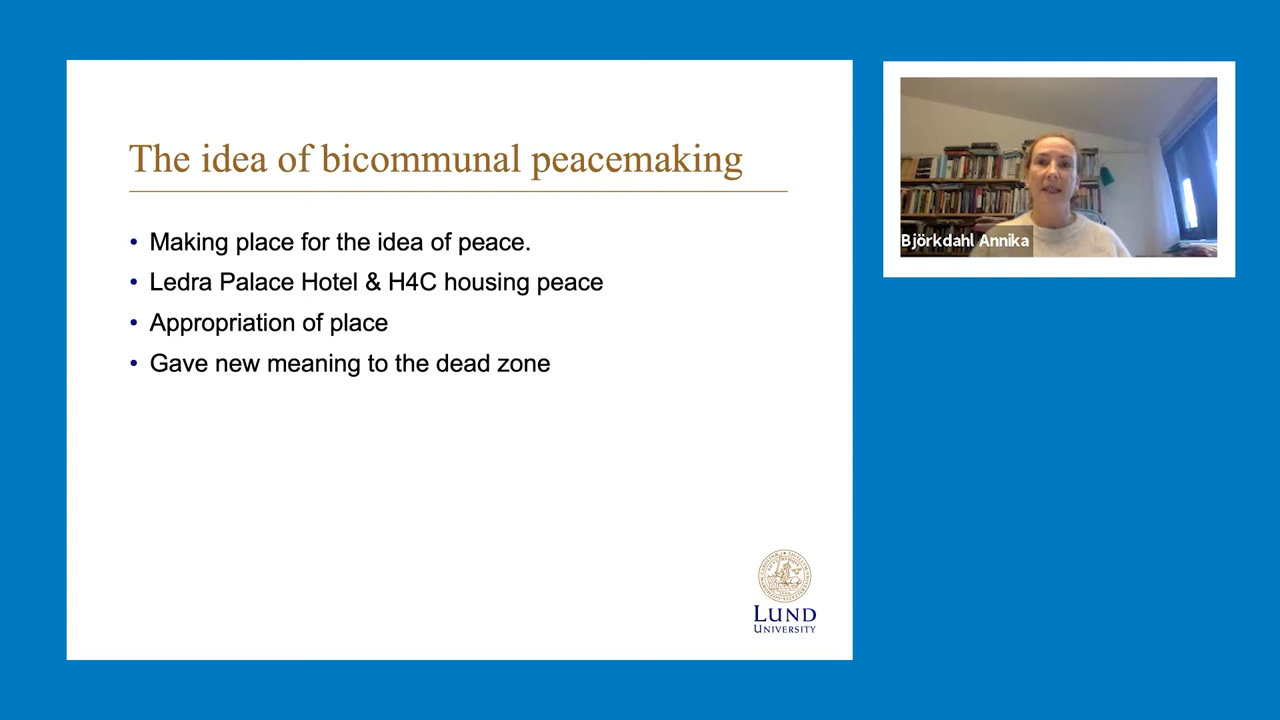 The idea of bicommunal peacemaking
• Making place for the idea of peace.
• Ledra Palace Hotel & H4C housing peace
• Appropriation of place
• Gave new meaning to the dead zone
LUND
UNIVERSITY
Björkdahl Annika